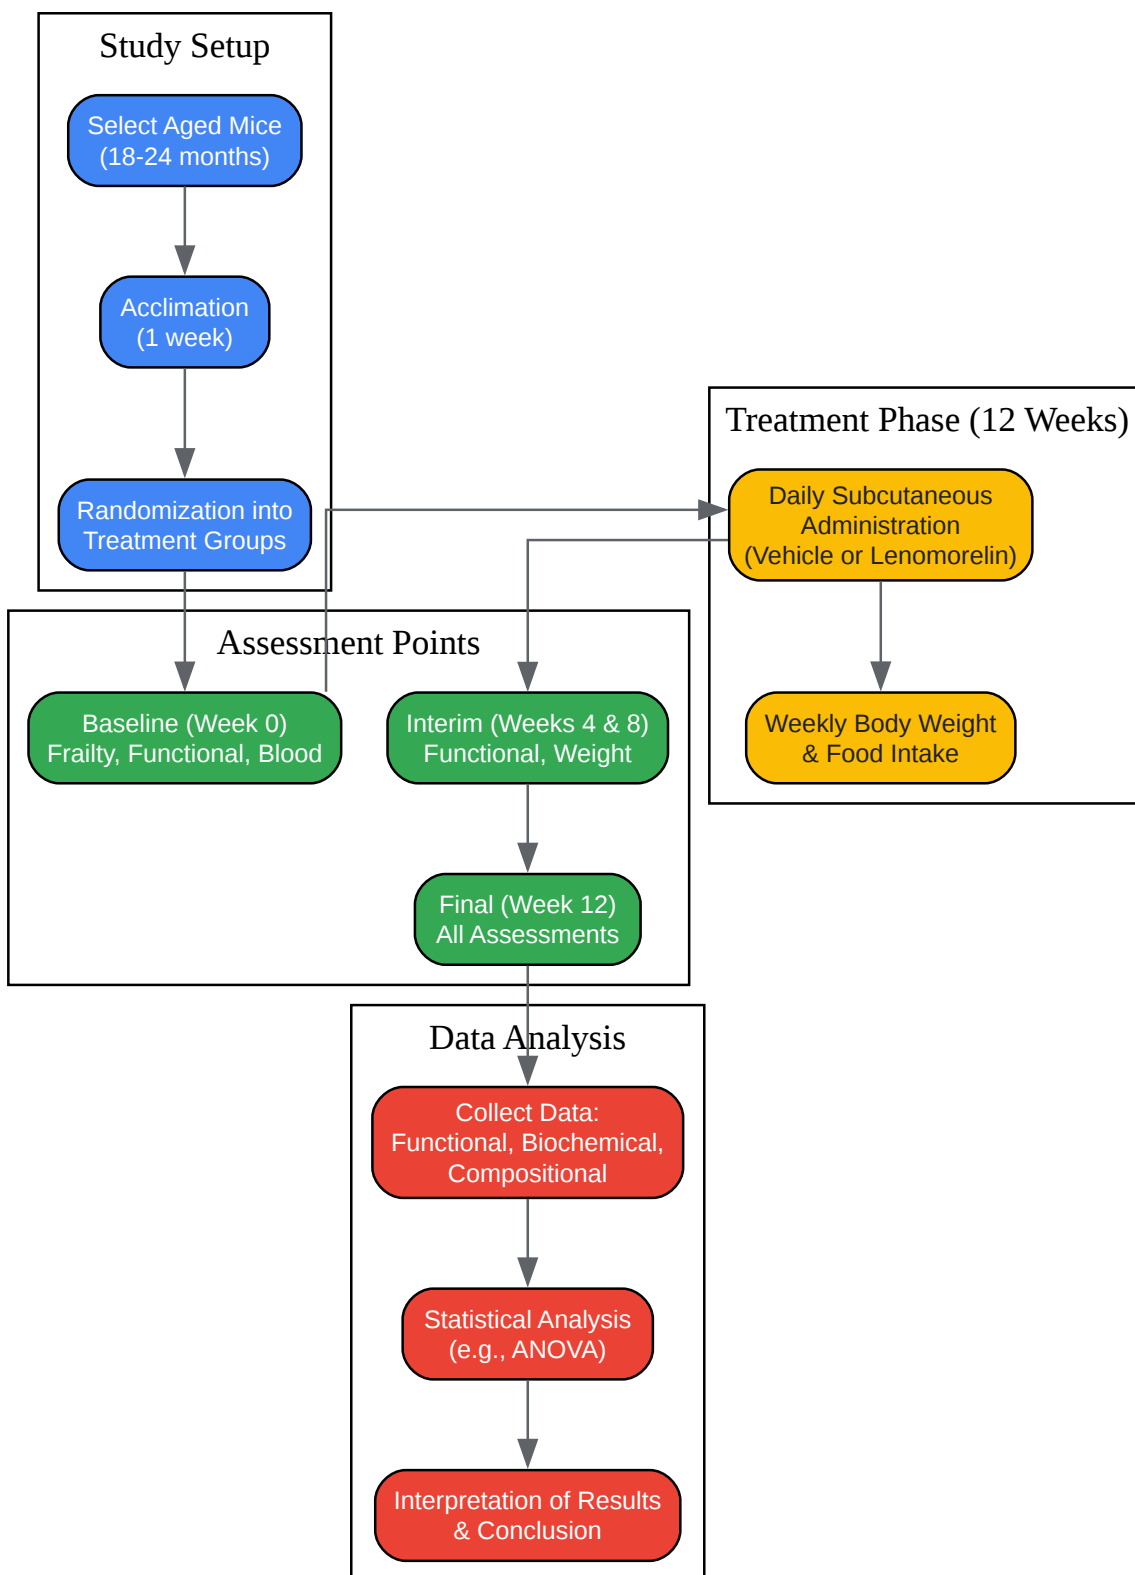 Study Setup
Select Aged Mice
(18-24 months)
Acclimation
(1 week)
Randomization into
Treatment Groups
Treatment Phase (12 Weeks)
Daily Subcutaneous
Administration
(Vehicle or Lenomorelin)
Weekly Body Weight
& Food Intake
Assessment Points
Baseline (Week 0)
Frailty, Functional, Blood
Interim (Weeks 4 & 8)
Functional, Weight
Final (Week 12)
All Assessments
Data Analysis
Collect Data:
Functional, Biochemical,
Compositional
Statistical Analysis
(e.g., ANOVA)
Interpretation of Results
& Conclusion